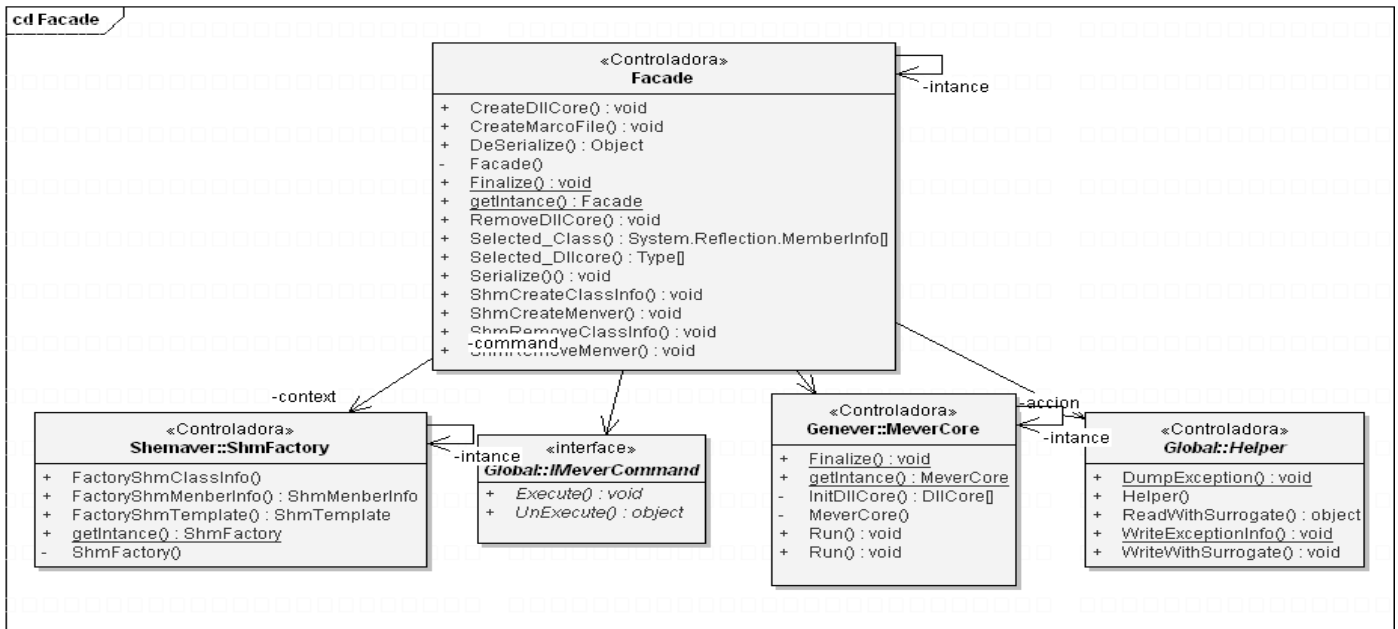 cd Facade
«Controladora»
Facade
-intance
+ CreateDllCore() : void
+ CreateMarcoFile() : void
+ DeSerialize() : Object
- Facade()
+ Finalize() : void
+ getIntance() : Facade
+ RemoveDllCore() : void
+ Selected_Class() : System.Reflection.MemberInfo[]
+ Selected_Dllcore() : Type[]
+ Serialize()() : void
+ ShmCreateClassInfo() : void
+ ShmCreateMenver() : void
+ ShmRemoveClassInfo() : void
+ ShmRemoveMenver() : void
-command
-context
-accion
«Controladora»
Shemaver::ShmFactory
-intance
+ FactoryShmClassInfo()
+ FactoryShmMenberInfo() : ShmMenberInfo
+ FactoryShmTemplate() : ShmTemplate
+ getIntance() : ShmFactory
- ShmFactory()
«interface»
Global::IMeverCommand
+ Execute() : void
+ UnExecute() : object
«Controladora»
Genever::MeverCore
-intance
+ Finalize() : void
+ getIntance() : MeverCore
- InitDllCore() : DllCore[]
- MeverCore()
+ Run() : void
+ Run() : void
«Controladora»
Global::Helper
+ DumpException() : void
+ Helper()
+ ReadWithSurrogate() : object
+ WriteExceptionInfo() : void
+ WriteWithSurrogate() : void